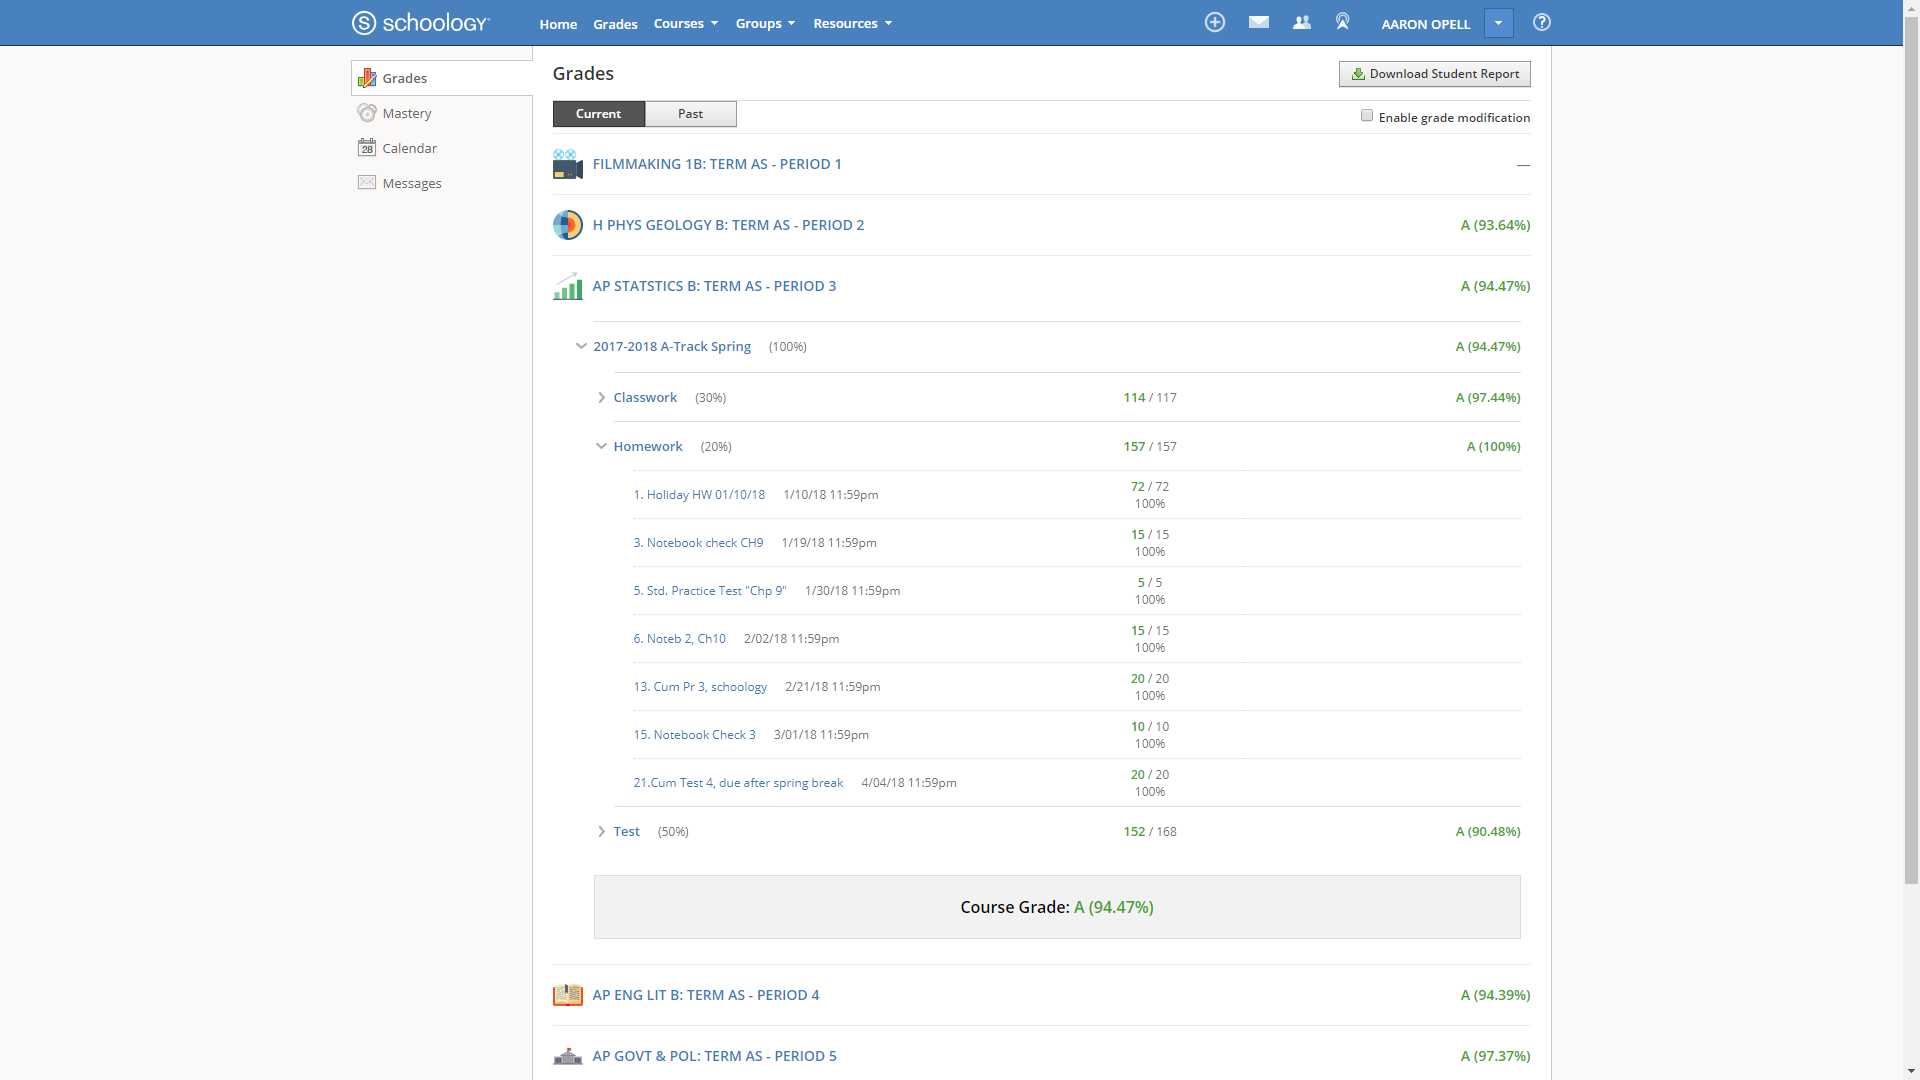 schoology
Home Grades Courses Groups Resources AARON OPELL
Grades
Mastery
28 Calendar
Messages
Grades Download Student Report
Current Past Enable grade modification
FILMMAKING 1B: TERM AS - PERIOD 1 —
H PHYS GEOLOGY B: TERM AS - PERIOD 2 A (93.64%)
AP STATSTICS B: TERM AS - PERIOD 3 A (94.47%)
2017-2018 A-Track Spring (100%) A (94.47%)
Classwork (30%) 114 / 117 A (97.44%)
Homework (20%) 157 / 157 A (100%)
1. Holiday HW 01/10/18 1/10/18 11:59pm 72 / 72
100%
3. Notebook check CH9 1/19/18 11:59pm 15 / 15
100%
5. Std. Practice Test "Chp 9" 1/30/18 11:59pm 5 / 5
100%
6. Noteb 2, Ch10 2/02/18 11:59pm 15 / 15
100%
13. Cum Pr 3, schoology 2/21/18 11:59pm 20 / 20
100%
15. Notebook Check 3 3/01/18 11:59pm 10 / 10
100%
21.Cum Test 4, due after spring break 4/04/18 11:59pm 20 / 20
100%
Test (50%) 152 / 168 A (90.48%)
Course Grade: A (94.47%)
AP ENG LIT B: TERM AS - PERIOD 4 A (94.39%)
AP GOVT & POL: TERM AS - PERIOD 5 A (97.37%)